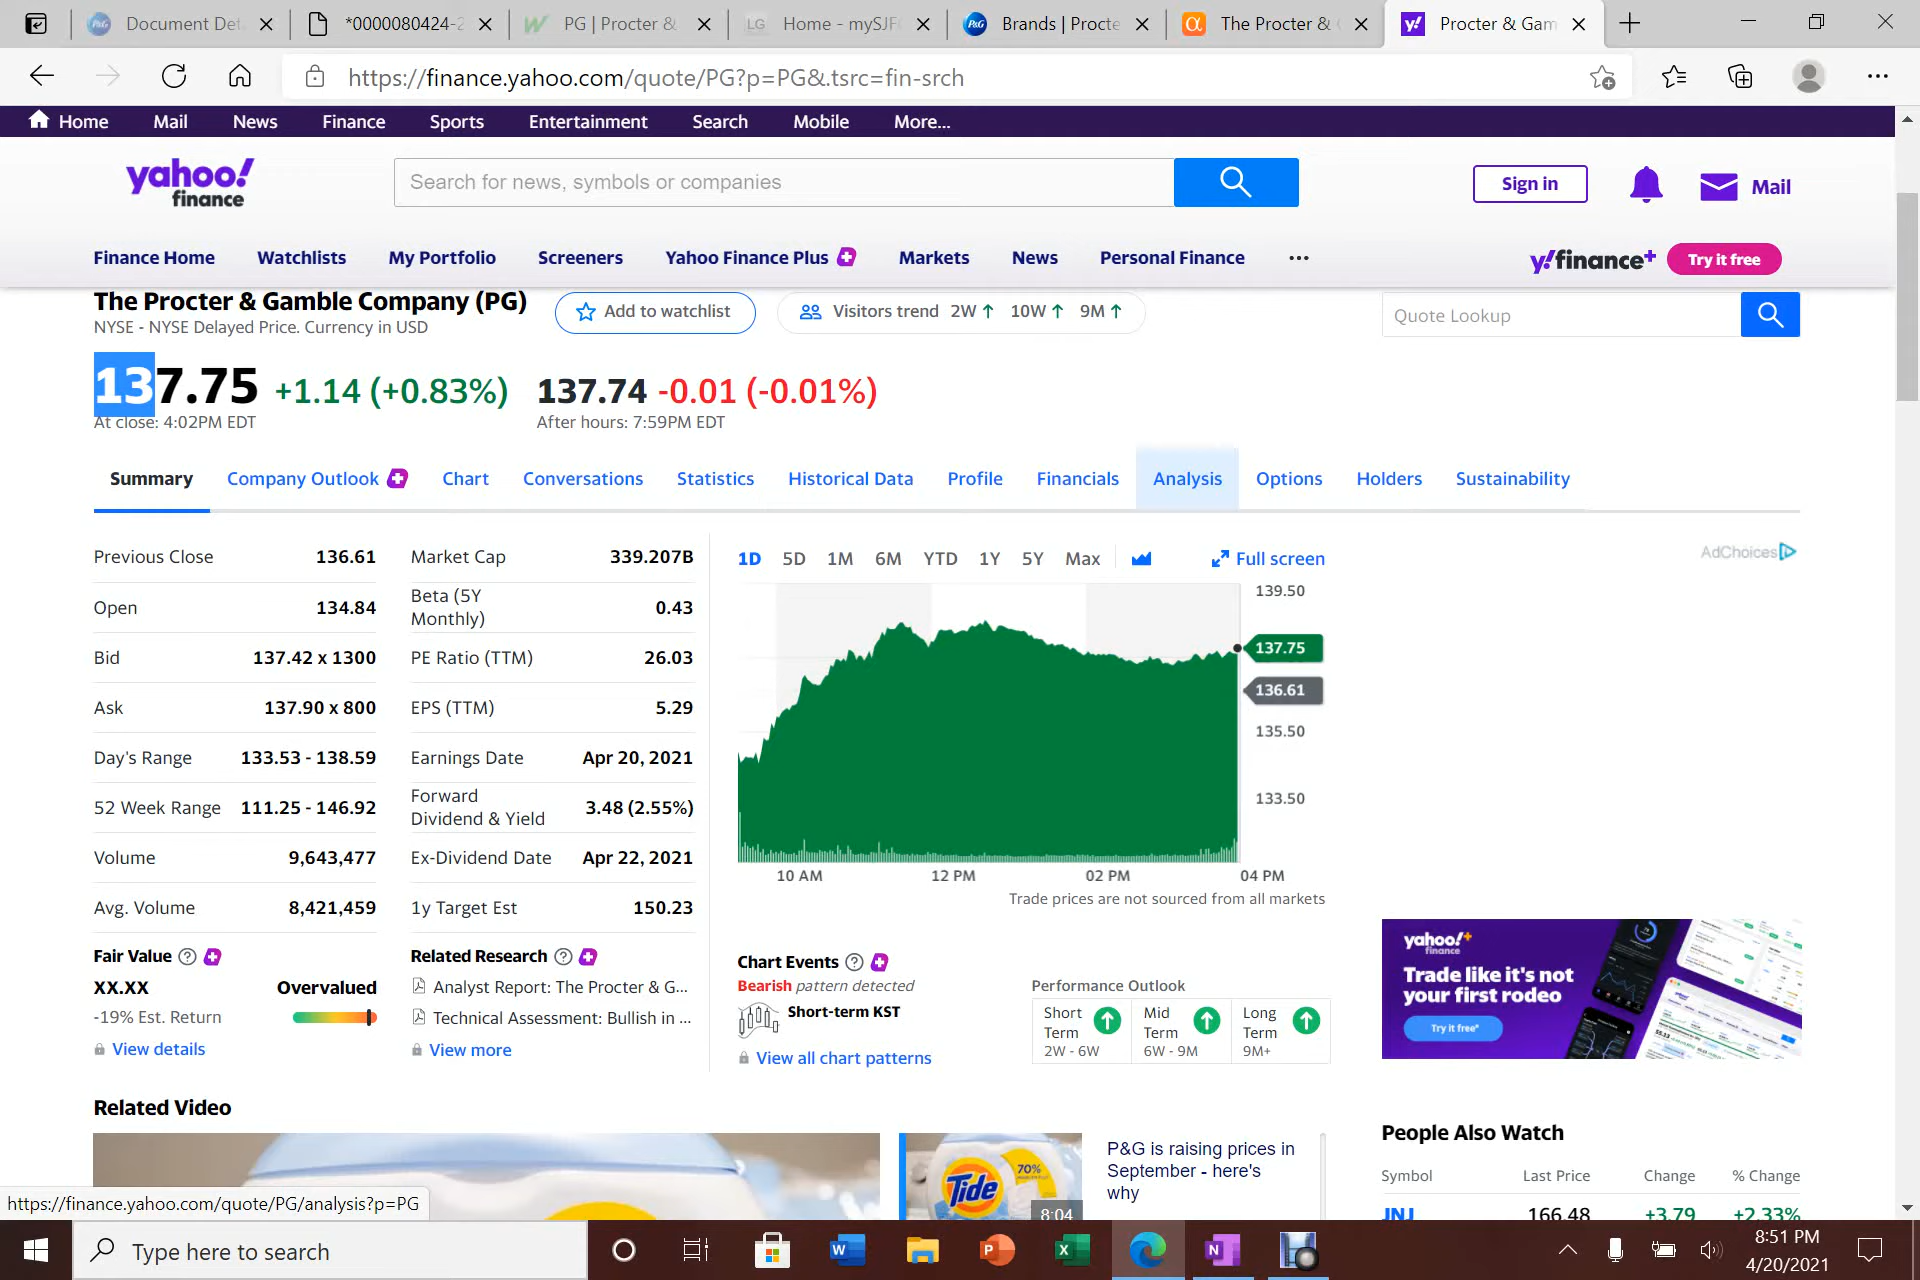 Document Det
*0000080424-2
PG | Procter &
LG
Home - mySJF
P&G
Brands | Procte
The Procter &
Procter & Gam
https://finance.yahoo.com/quote/PG?p=PG&.tsrc=fin-srch
Home Mail News Finance Sports Entertainment Search Mobile More...
yahoo!
finance
Search for news, symbols or companies
Sign in
Mail
Finance Home Watchlists My Portfolio Screeners Yahoo Finance Plus Markets News Personal Finance
y!finance+
Try it free
The Procter & Gamble Company (PG)
NYSE - NYSE Delayed Price. Currency in USD
Add to watchlist
Visitors trend 2W ↑ 10W ↑ 9M ↑
Quote Lookup
137.75 +1.14 (+0.83%)
At close: 4:02PM EDT
137.74 -0.01 (-0.01%)
After hours: 7:59PM EDT
Summary Company Outlook Chart Conversations Statistics Historical Data Profile Financials Analysis Options Holders Sustainability
Previous Close 136.61
Open 134.84
Bid 137.42 x 1300
Ask 137.90 x 800
Day's Range 133.53 - 138.59
52 Week Range 111.25 - 146.92
Volume 9,643,477
Avg. Volume 8,421,459
Market Cap 339.207B
Beta (5Y
Monthly) 0.43
PE Ratio (TTM) 26.03
EPS (TTM) 5.29
Earnings Date Apr 20, 2021
Forward
Dividend & Yield 3.48 (2.55%)
Ex-Dividend Date Apr 22, 2021
1y Target Est 150.23
1D 5D 1M 6M YTD 1Y 5Y Max
Full screen
139.50
137.75
136.61
135.50
133.50
10 AM 12 PM 02 PM 04 PM
Trade prices are not sourced from all markets
AdChoices
Fair Value
XX.XX Overvalued
-19% Est. Return
View details
Related Research
Analyst Report: The Procter & G...
Technical Assessment: Bullish in ...
View more
Chart Events
Bearish pattern detected
Short-term KST
View all chart patterns
Performance Outlook
Short
Term
2W - 6W
Mid
Term
6W - 9M
Long
Term
9M+
yahoo!+
finance
Trade like it's not
your first rodeo
Try it free*
Related Video
70%
Tide
8:04
P&G is raising prices in
September - here's
why
People Also Watch
Symbol Last Price Change % Change
JNJ 166.48 +3.79 +2.33%
https://finance.yahoo.com/quote/PG/analysis?p=PG
Type here to search
8:51 PM
4/20/2021